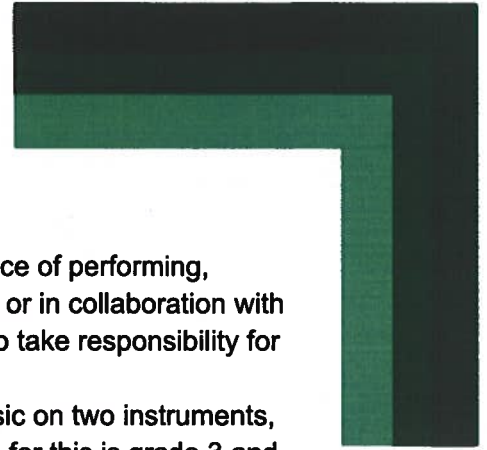 ce of performing,
or in collaboration with
o take responsibility for
sic on two instruments,
for this is grade 3 and